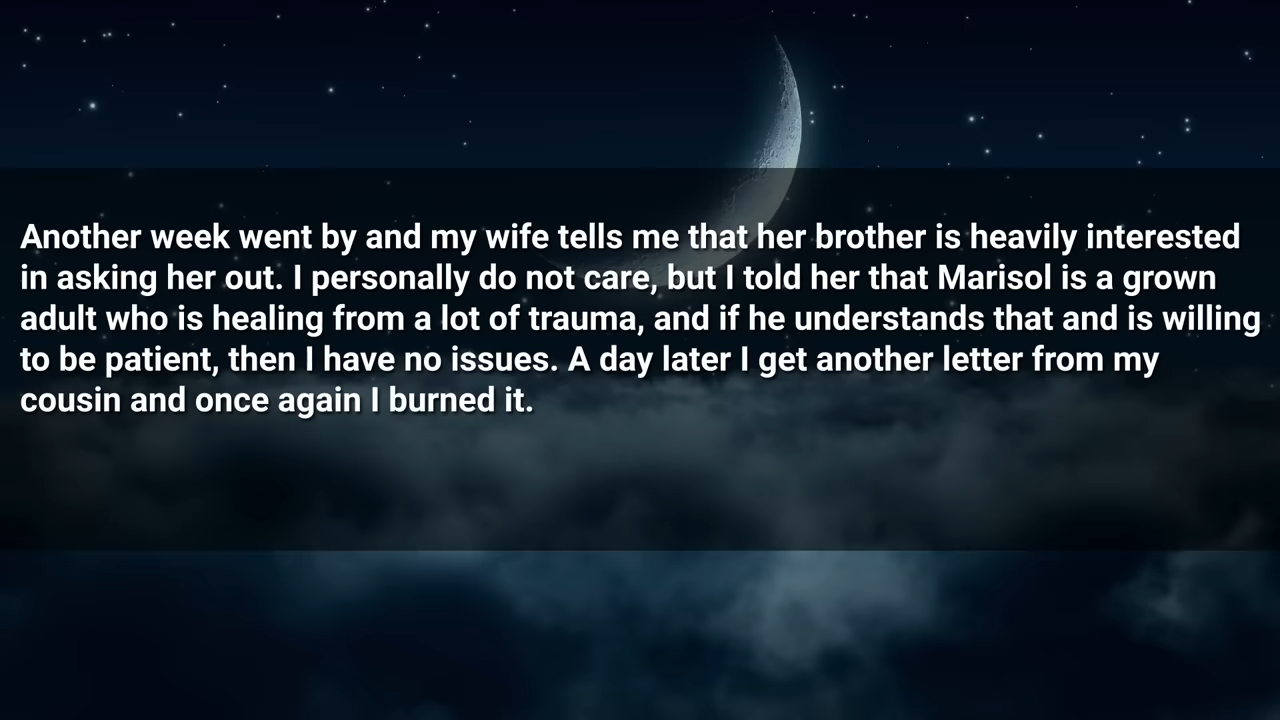 Another week went by and my wife tells me that her brother is heavily interested
in asking her out. I personally do not care, but I told her that Marisol is a grown
adult who is healing from a lot of trauma, and if he understands that and is willing
to be patient, then I have no issues. A day later I get another letter from my
cousin and once again I burned it.